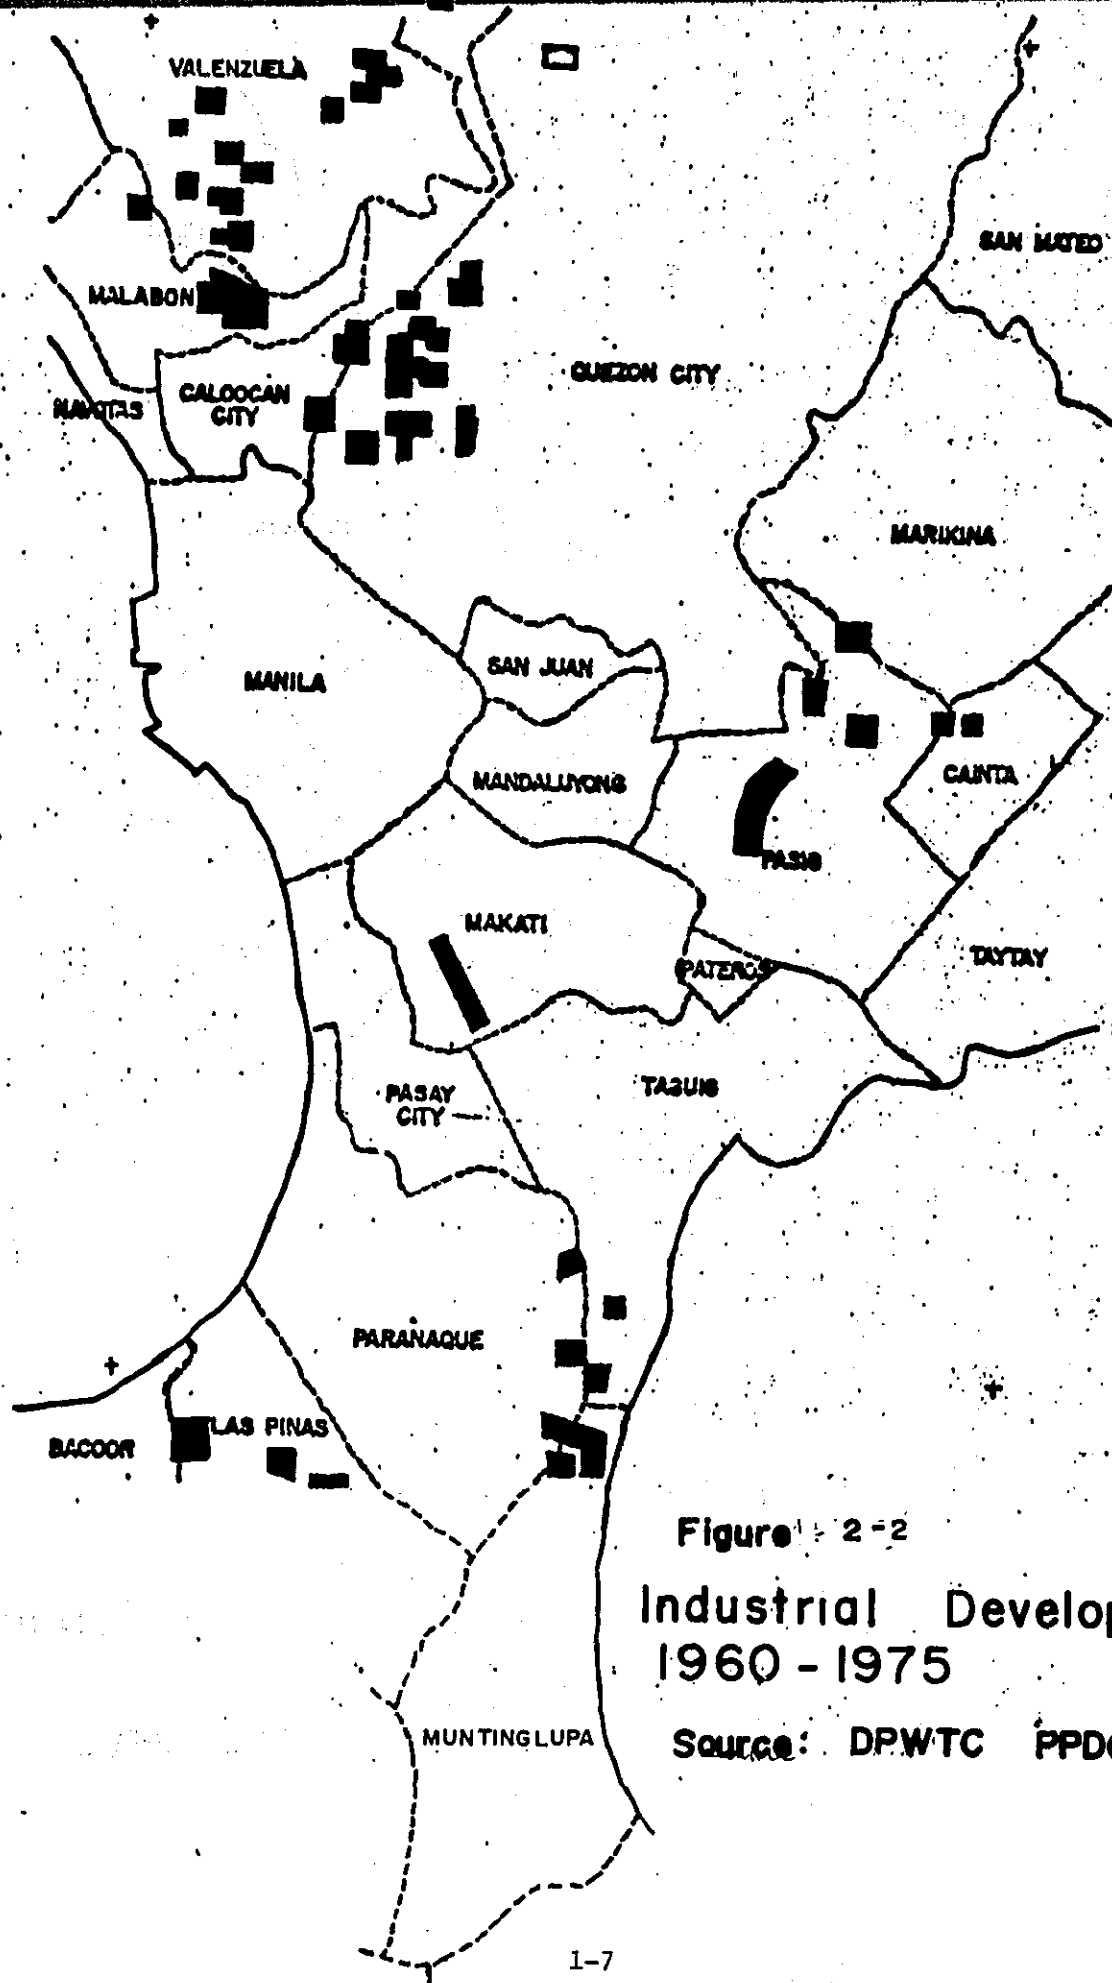 VALENZUELA
SAN MATEO
MALABON
QUEZON CITY
NAVOTAS
CALOOCAN
CITY
MARIKINA
SAN JUAN
MANILA
MANDALUYONG
CAINTA
PASIG
MAKATI
PATEROS
TAYTAY
PASAY
CITY
TAGUIG
PARANAQUE
LAS PINAS
BACOOR
Figure 2-2
Industrial Develop
1960 - 1975
MUNTINGLUPA
Source: DPWTC PPD
1-7